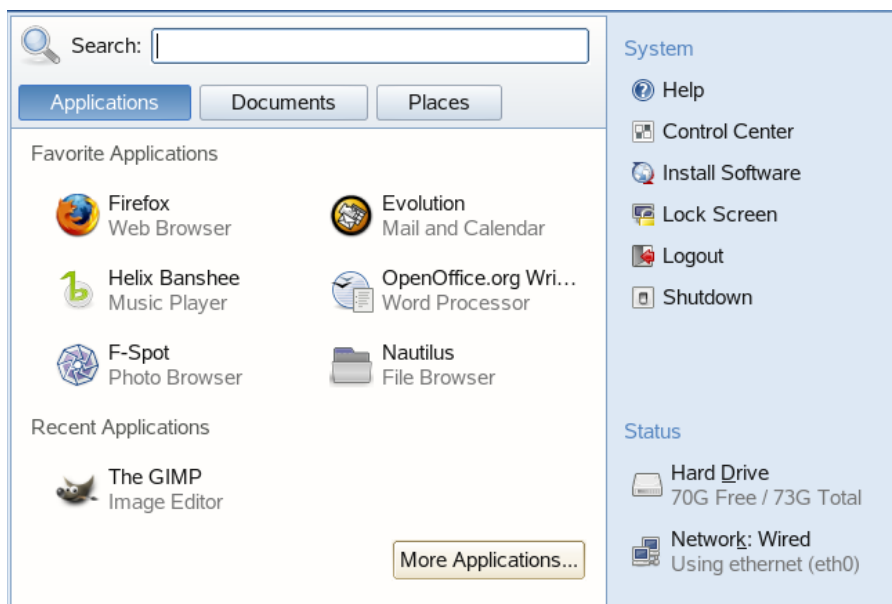 Search:
Applications
Documents
Places
Favorite Applications
Firefox
Web Browser
Evolution
Mail and Calendar
Helix Banshee
Music Player
OpenOffice.org Wri...
Word Processor
F-Spot
Photo Browser
Nautilus
File Browser
Recent Applications
The GIMP
Image Editor
More Applications...
System
Help
Control Center
Install Software
Lock Screen
Logout
Shutdown
Status
Hard Drive
70G Free / 73G Total
Network: Wired
Using ethernet (eth0)